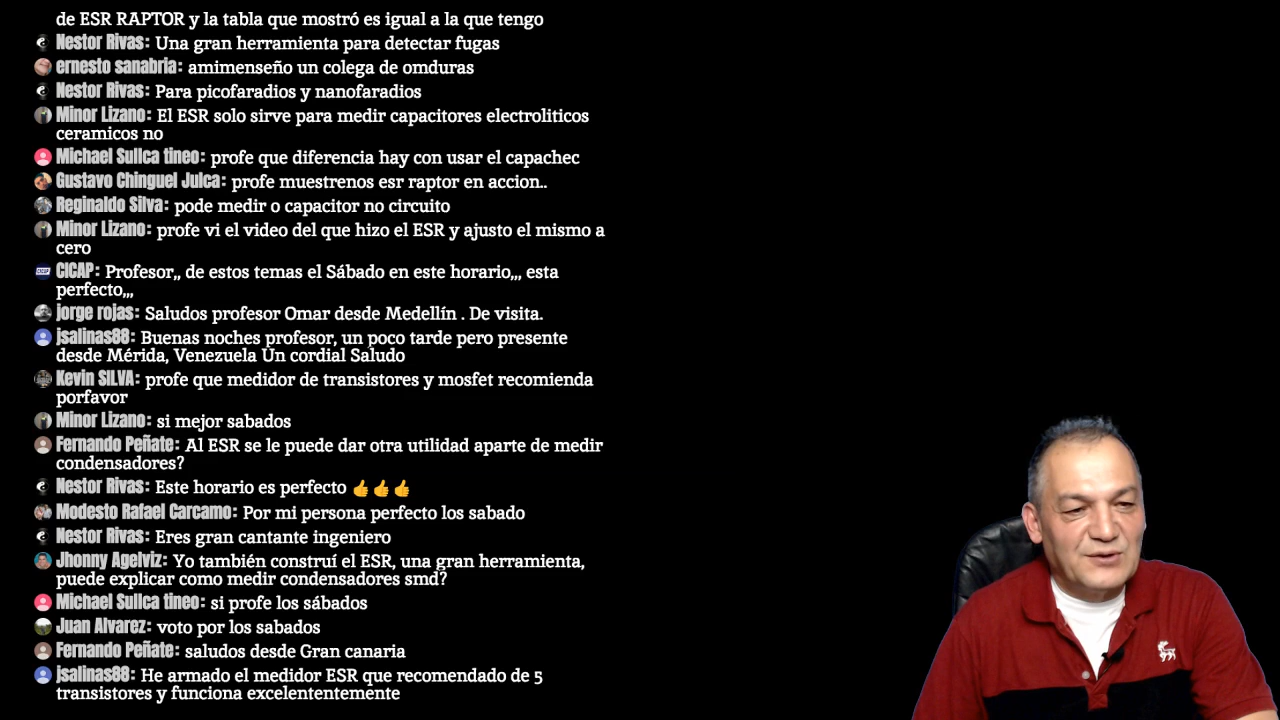 de ESR RAPTOR y la tabla que mostró es igual a la que tengo
Nestor Rivas: Una gran herramienta para detectar fugas
ernesto sanabria: amimenseño un colega de omduras
Nestor Rivas: Para picofaradios y nanofaradios
Minor Lizano: El ESR solo sirve para medir capacitores electroliticos
ceramicos no
Michael Sullca tineo: profe que diferencia hay con usar el capachec
Gustavo Chinguel Julca: profe muestrenos esr raptor en accion..
Reginaldo Silva: pode medir o capacitor no circuito
Minor Lizano: profe vi el video del que hizo el ESR y ajusto el mismo a
cero
CICAP: Profesor,, de estos temas el Sábado en este horario,,, esta
perfecto,,,
jorge rojas: Saludos profesor Omar desde Medellín . De visita.
jsalinas88: Buenas noches profesor, un poco tarde pero presente
desde Mérida, Venezuela Un cordial Saludo
Kevin SILVA: profe que medidor de transistores y mosfet recomienda
porfavor
Minor Lizano: si mejor sabados
Fernando Peñate: Al ESR se le puede dar otra utilidad aparte de medir
condensadores?
Nestor Rivas: Este horario es perfecto 👍👍👍
Modesto Rafael Carcamo: Por mi persona perfecto los sabado
Nestor Rivas: Eres gran cantante ingeniero
Jhonny Agelviz: Yo también construí el ESR, una gran herramienta,
puede explicar como medir condensadores smd?
Michael Sullca tineo: si profe los sábados
Juan Alvarez: voto por los sabados
Fernando Peñate: saludos desde Gran canaria
jsalinas88: He armado el medidor ESR que recomendado de 5
transistores y funciona excelententemente